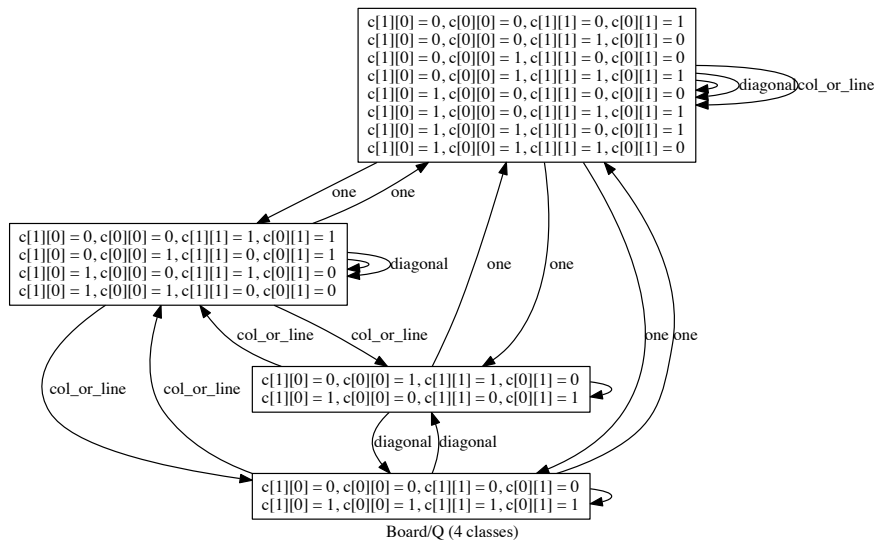 c[1][0] = 0, c[0][0] = 0, c[1][1] = 0, c[0][1] = 1
c[1][0] = 0, c[0][0] = 0, c[1][1] = 1, c[0][1] = 0
c[1][0] = 0, c[0][0] = 1, c[1][1] = 0, c[0][1] = 0
c[1][0] = 0, c[0][0] = 1, c[1][1] = 1, c[0][1] = 1
c[1][0] = 1, c[0][0] = 0, c[1][1] = 0, c[0][1] = 0
c[1][0] = 1, c[0][0] = 0, c[1][1] = 1, c[0][1] = 1
c[1][0] = 1, c[0][0] = 1, c[1][1] = 0, c[0][1] = 1
c[1][0] = 1, c[0][0] = 1, c[1][1] = 1, c[0][1] = 0
diagonal
col_or_line
one
one
c[1][0] = 0, c[0][0] = 0, c[1][1] = 1, c[0][1] = 1
c[1][0] = 0, c[0][0] = 1, c[1][1] = 0, c[0][1] = 1
c[1][0] = 1, c[0][0] = 0, c[1][1] = 1, c[0][1] = 0
c[1][0] = 1, c[0][0] = 1, c[1][1] = 0, c[0][1] = 0
diagonal
one
one
col_or_line
col_or_line
one
one
c[1][0] = 0, c[0][0] = 1, c[1][1] = 1, c[0][1] = 0
c[1][0] = 1, c[0][0] = 0, c[1][1] = 0, c[0][1] = 1
col_or_line
col_or_line
diagonal
diagonal
c[1][0] = 0, c[0][0] = 0, c[1][1] = 0, c[0][1] = 0
c[1][0] = 1, c[0][0] = 1, c[1][1] = 1, c[0][1] = 1
Board/Q (4 classes)